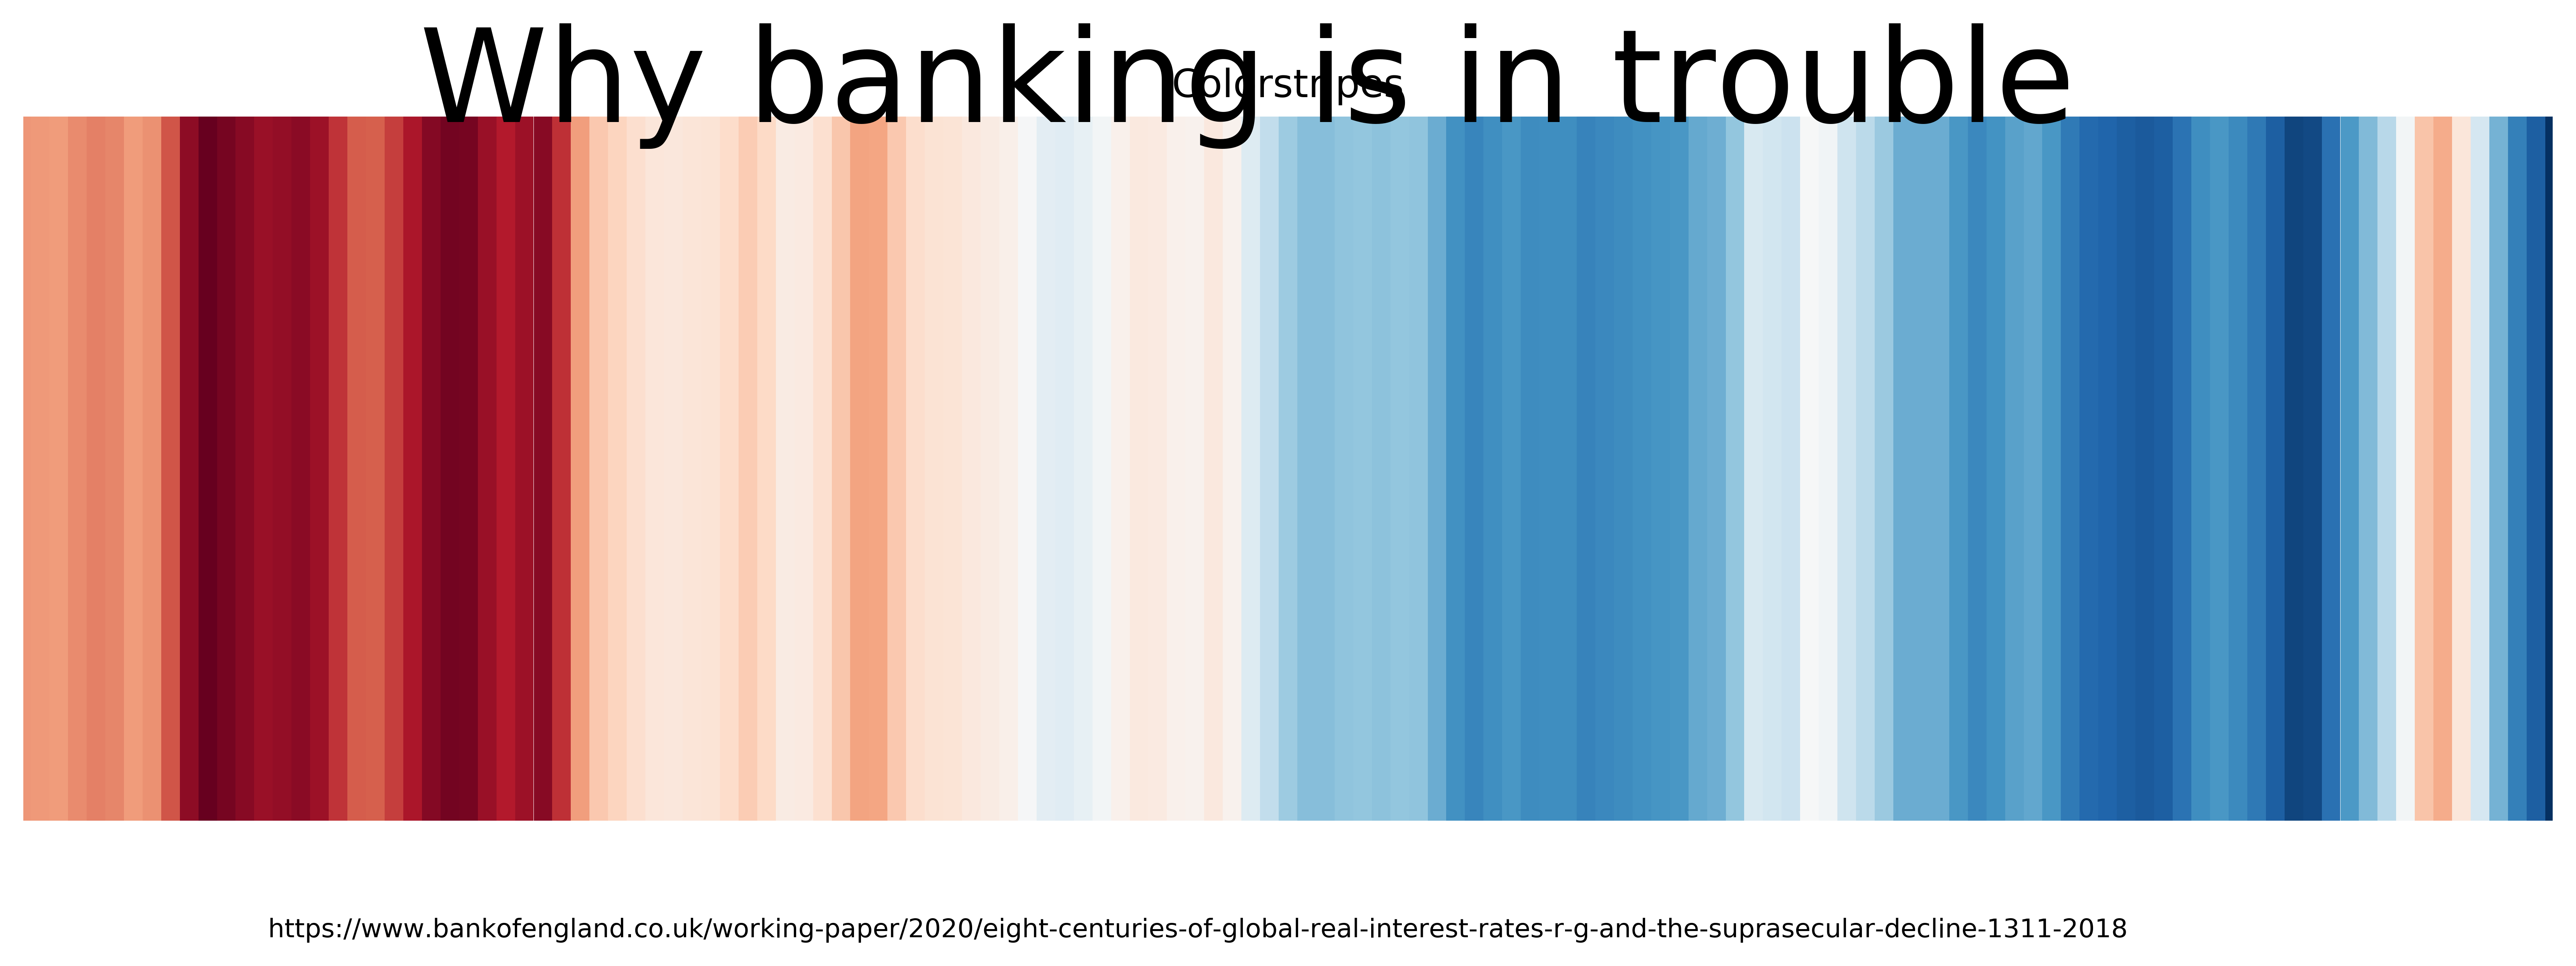 Why banking is in trouble
Colorstripes
https://www.bankofengland.co.uk/working-paper/2020/eight-centuries-of-global-real-interest-rates-r-g-and-the-suprasecular-decline-1311-2018